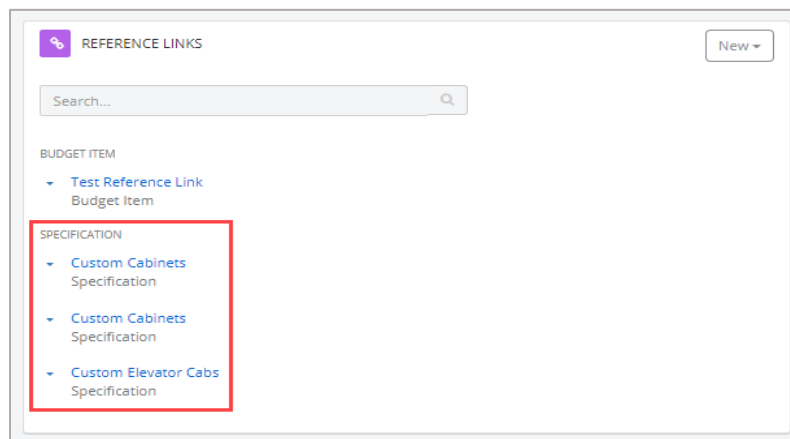 REFERENCE LINKS
New
Search...
BUDGET ITEM
Test Reference Link
Budget Item
SPECIFICATION
Custom Cabinets
Specification
Custom Cabinets
Specification
Custom Elevator Cabs
Specification